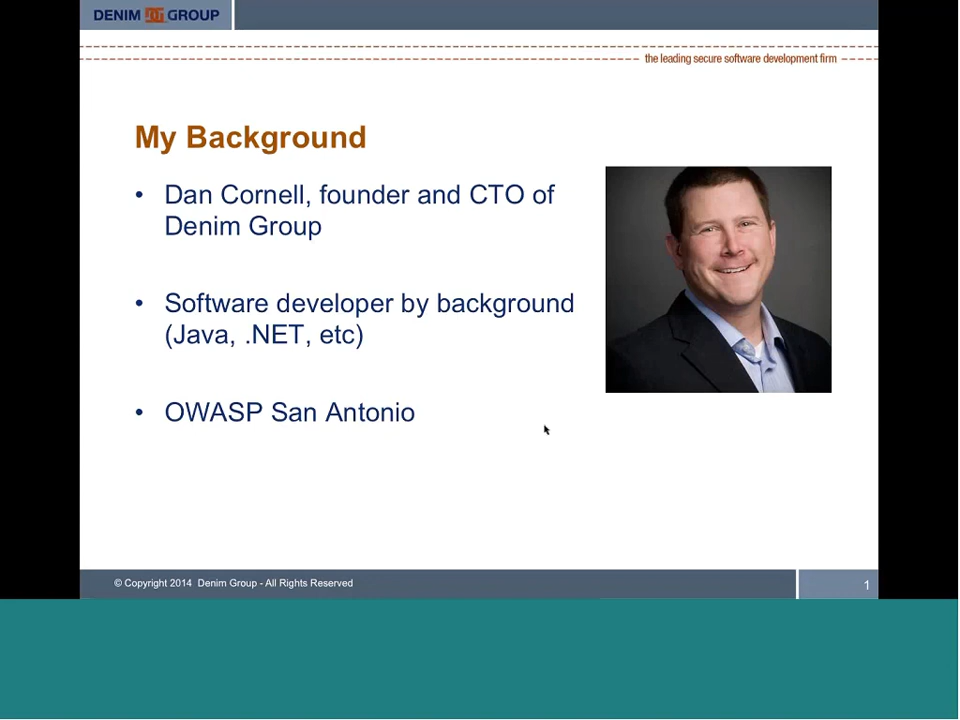 DENIM GROUP
the leading secure software development firm
My Background
• Dan Cornell, founder and CTO of
Denim Group
• Software developer by background
(Java, .NET, etc)
• OWASP San Antonio
© Copyright 2014 Denim Group - All Rights Reserved
1